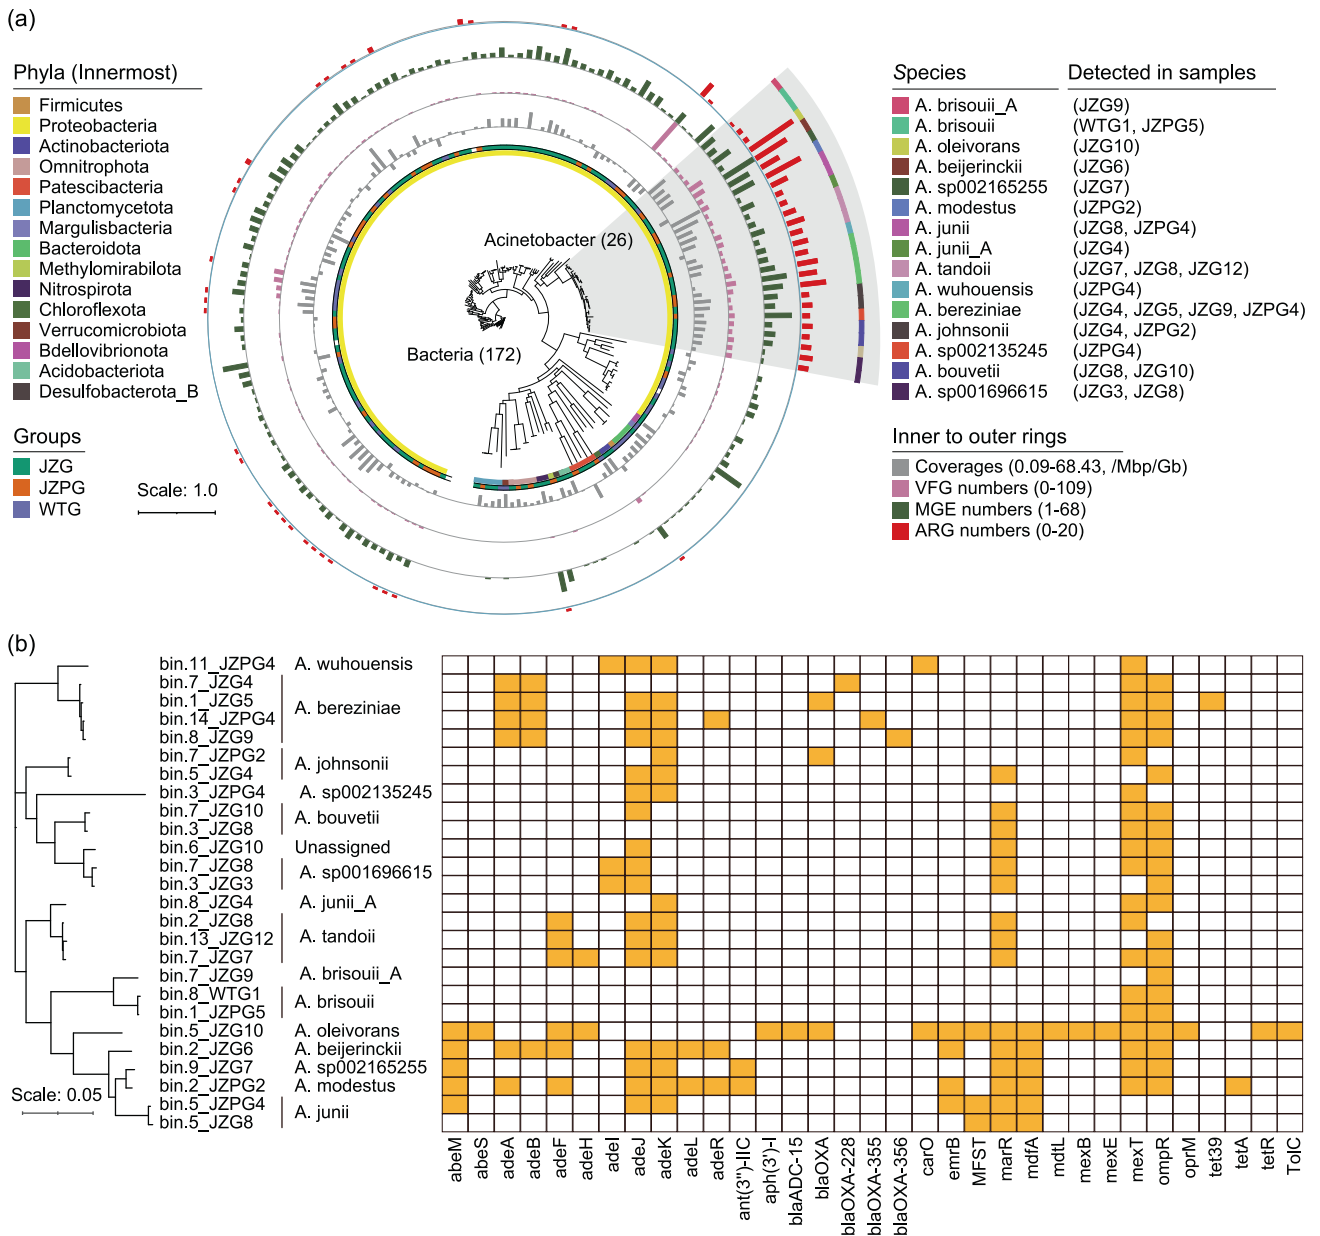 (a)
Phyla (Innermost)
Firmicutes
Proteobacteria
Actinobacteriota
Omnitrophota
Patescibacteria
Planctomycetota
Margulisbacteria
Bacteroidota
Methylomirabilota
Nitrospirota
Chloroflexota
Verrucomicrobiota
Bdellovibrionota
Acidobacteriota
Desulfobacterota_B
Groups
JZG
JZPG
WTG
Scale: 1.0
Acinetobacter (26)
Bacteria (172)
Species Detected in samples
A. brisouii_A (JZG9)
A. brisouii (WTG1, JZPG5)
A. oleivorans (JZG10)
A. beijerinckii (JZG6)
A. sp002165255 (JZG7)
A. modestus (JZPG2)
A. junii (JZG8, JZPG4)
A. junii_A (JZG4)
A. tandoii (JZG7, JZG8, JZG12)
A. wuhouensis (JZPG4)
A. bereziniae (JZG4, JZG5, JZG9, JZPG4)
A. johnsonii (JZG4, JZPG2)
A. sp002135245 (JZPG4)
A. bouvetii (JZG8, JZG10)
A. sp001696615 (JZG3, JZG8)
Inner to outer rings
Coverages (0.09-68.43, /Mbp/Gb)
VFG numbers (0-109)
MGE numbers (1-68)
ARG numbers (0-20)
(b)
bin.11_JZPG4 A. wuhouensis
bin.7_JZG4
bin.1_JZG5
A. bereziniae
bin.14_JZPG4
bin.8_JZG9
bin.7_JZPG2
A. johnsonii
bin.5_JZG4
bin.3_JZPG4 A. sp002135245
bin.7_JZG10
A. bouvetii
bin.3_JZG8
bin.6_JZG10 Unassigned
bin.7_JZG8
A. sp001696615
bin.3_JZG3
bin.8_JZG4 A. junii_A
bin.2_JZG8
bin.13_JZG12 A. tandoii
bin.7_JZG7
bin.7_JZG9 A. brisouii_A
bin.8_WTG1
A. brisouii
bin.1_JZPG5
bin.5_JZG10 A. oleivorans
bin.2_JZG6 A. beijerinckii
bin.9_JZG7 A. sp002165255
bin.2_JZPG2 A. modestus
bin.5_JZPG4
A. junii
bin.5_JZG8
Scale: 0.05
abeM
abeS
adeA
adeB
adeF
adeH
adeI
adeJ
adeK
adeL
adeR
ant(3'')-IIC
aph(3')-I
blaADC-15
blaOXA
blaOXA-228
blaOXA-355
blaOXA-356
carO
emrB
MFST
marR
mdfA
mdtL
mexB
mexE
mexT
ompR
oprM
tet39
tetA
tetR
TolC